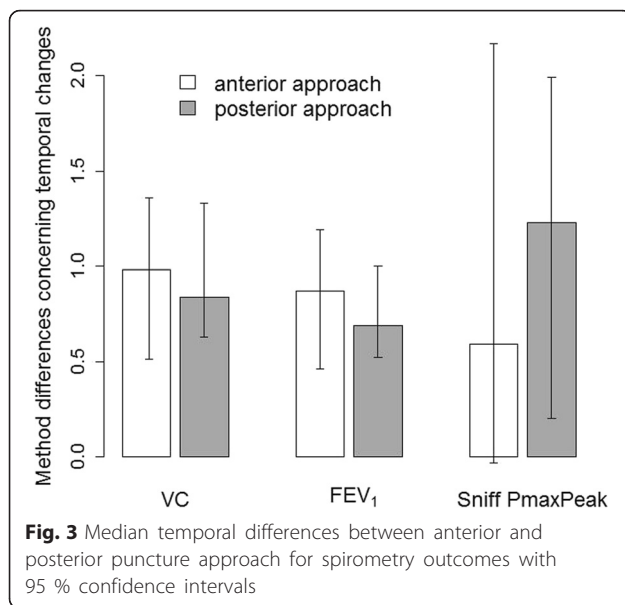 Method differences concerning temporal changes
2.0
1.5
1.0
0.5
0.0
anterior approach
posterior approach
VC
FEV₁
Sniff PmaxPeak
Fig. 3 Median temporal differences between anterior and
posterior puncture approach for spirometry outcomes with
95 % confidence intervals